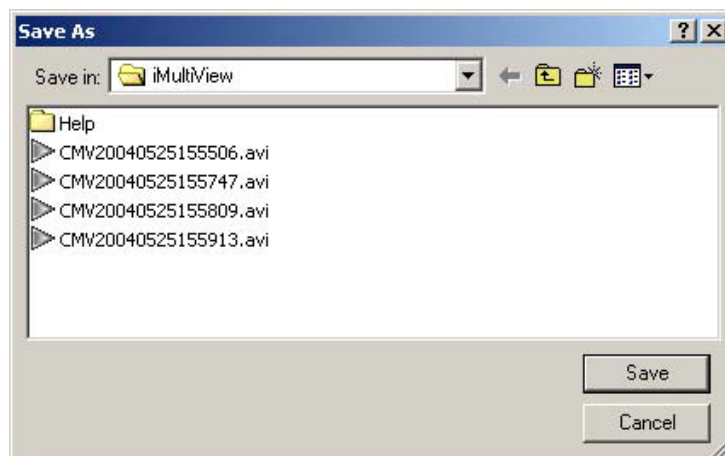 Save As
Save in: iMultiView
Help
CMV20040525155506.avi
CMV20040525155747.avi
CMV20040525155809.avi
CMV20040525155913.avi
Save
Cancel